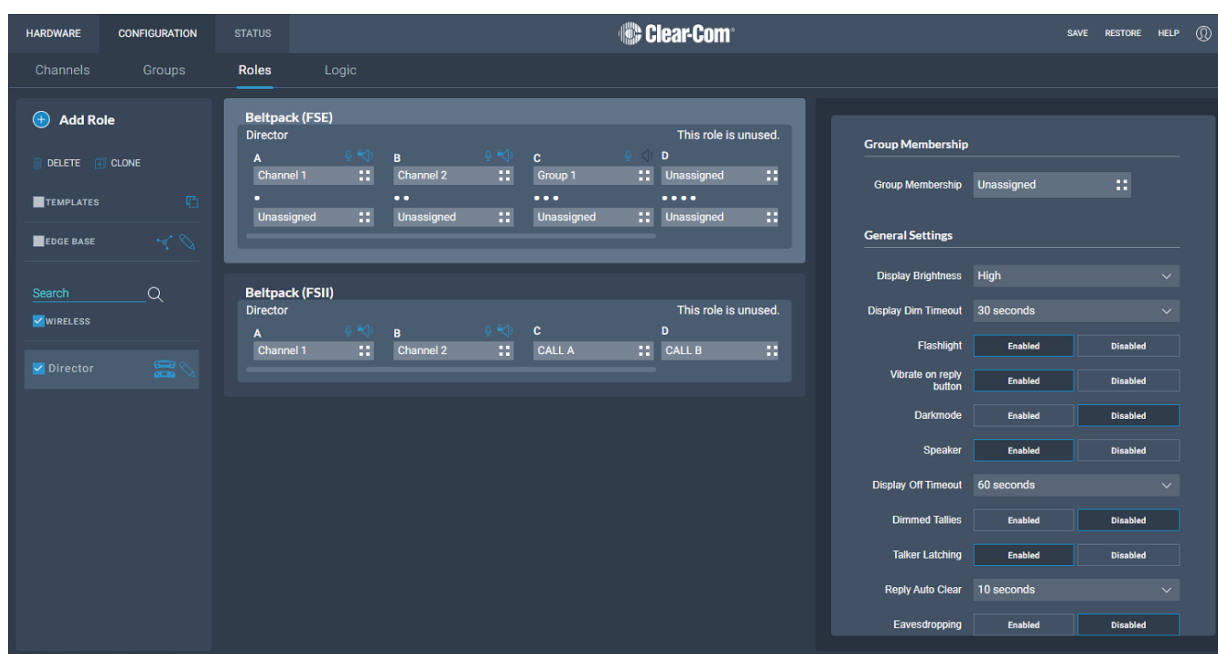 HARDWARE CONFIGURATION STATUS Clear-Com® SAVE RESTORE HELP
Channels Groups Roles Logic
Add Role
DELETE CLONE
TEMPLATES
EDGE BASE
Search
WIRELESS
Director
Beltpack (FSE)
Director This role is unused.
A B C D
Channel 1 Channel 2 Group 1 Unassigned
Unassigned Unassigned Unassigned Unassigned
Beltpack (FSII)
Director This role is unused.
A B C D
Channel 1 Channel 2 CALL A CALL B
Group Membership
Group Membership Unassigned
General Settings
Display Brightness High
Display Dim Timeout 30 seconds
Flashlight Enabled Disabled
Vibrate on reply
button Enabled Disabled
Darkmode Enabled Disabled
Speaker Enabled Disabled
Display Off Timeout 60 seconds
Dimmed Tallies Enabled Disabled
Talker Latching Enabled Disabled
Reply Auto Clear 10 seconds
Eavesdropping Enabled Disabled